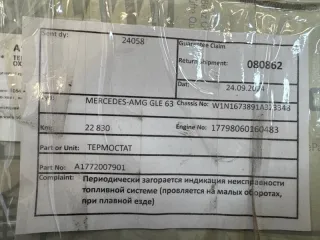 Sent by:
24058
Guarantee Claim
Return Shipment:
080862
Date
24.09.2024
MERCEDES-AMG GLE 63
Chassis No:
Km:
22 830
Engine No:
17798060160483
Part or Unit:
ТЕРМОСТАТ
Part No:
A1772007901
Complaint:
Периодически загорается индикация неисправности
топливной системе (провляется на малых оборотах,
при плавной езде)